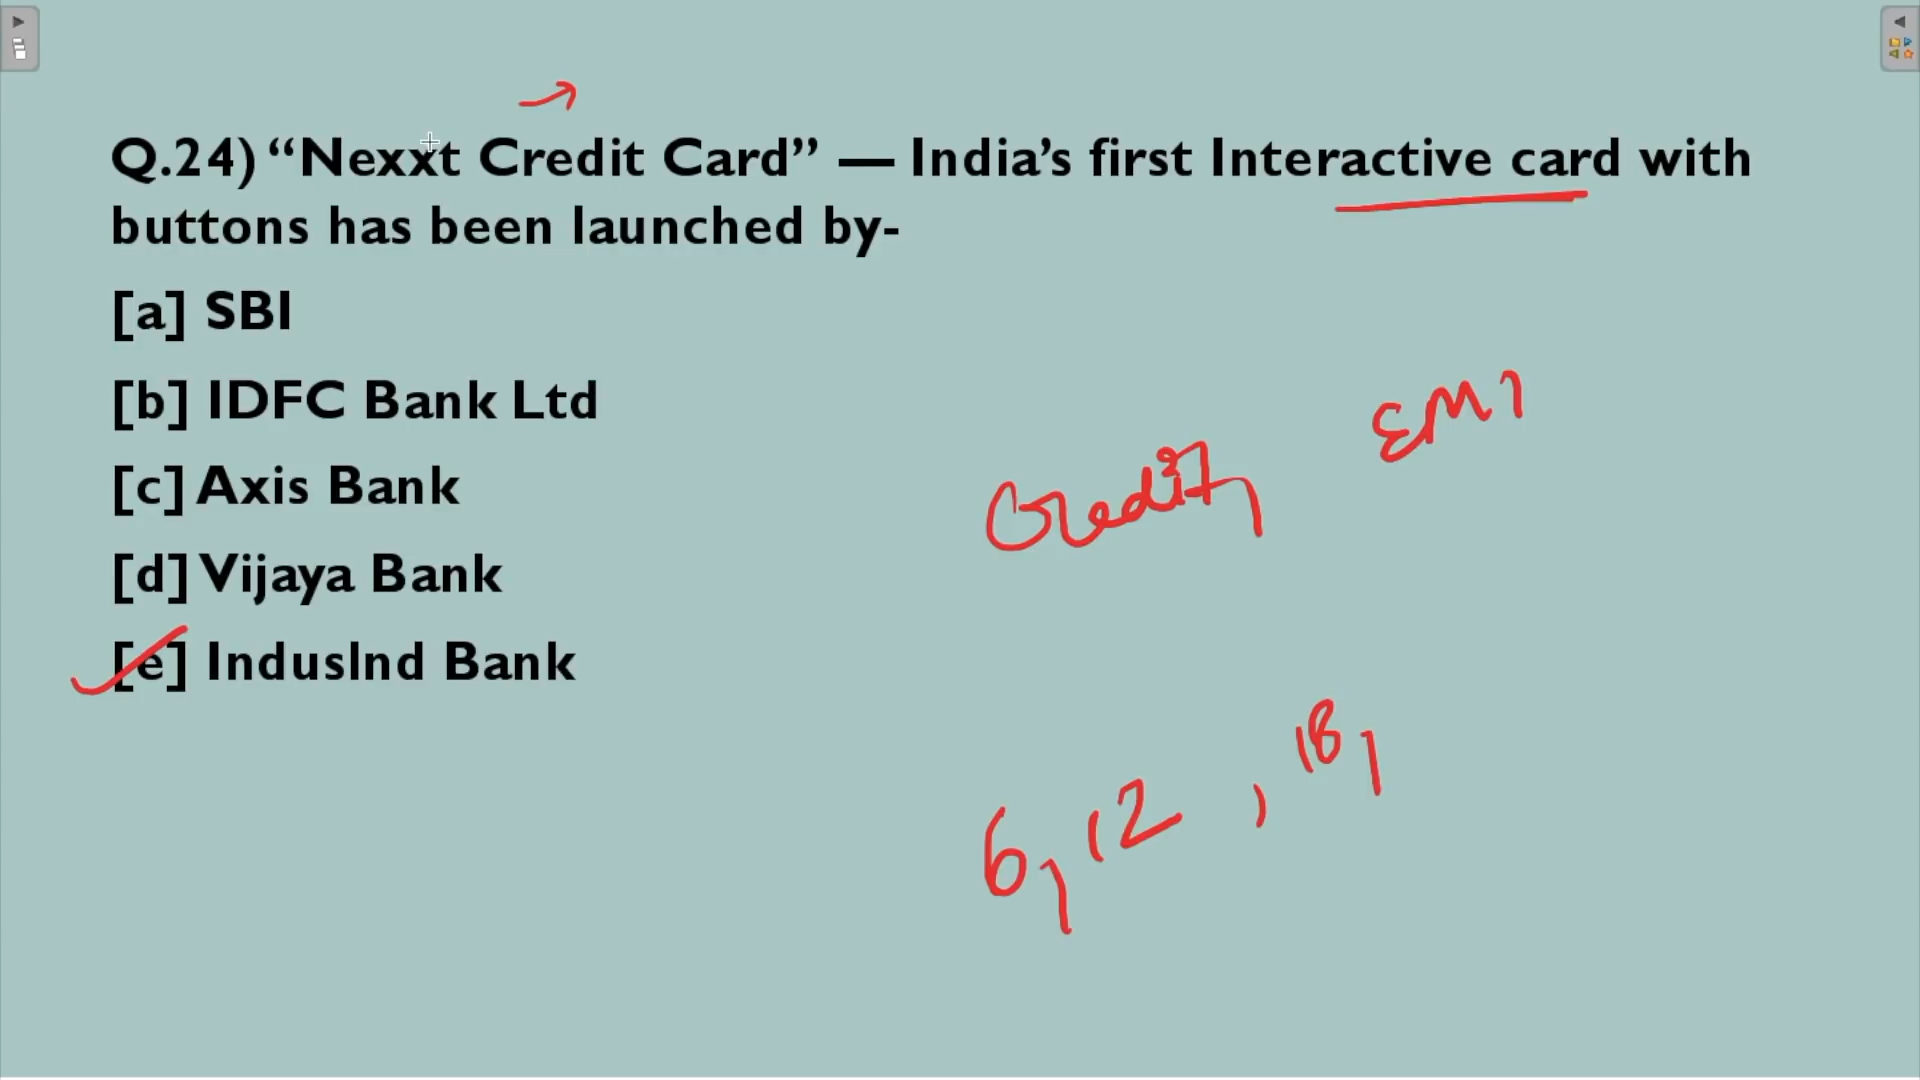 Q.24) “Nexxt Credit Card” — India’s first Interactive card with
buttons has been launched by-
[a] SBI
[b] IDFC Bank Ltd
[c] Axis Bank
[d] Vijaya Bank
[e] IndusInd Bank
EMI
Credit,
6, 12, 18,